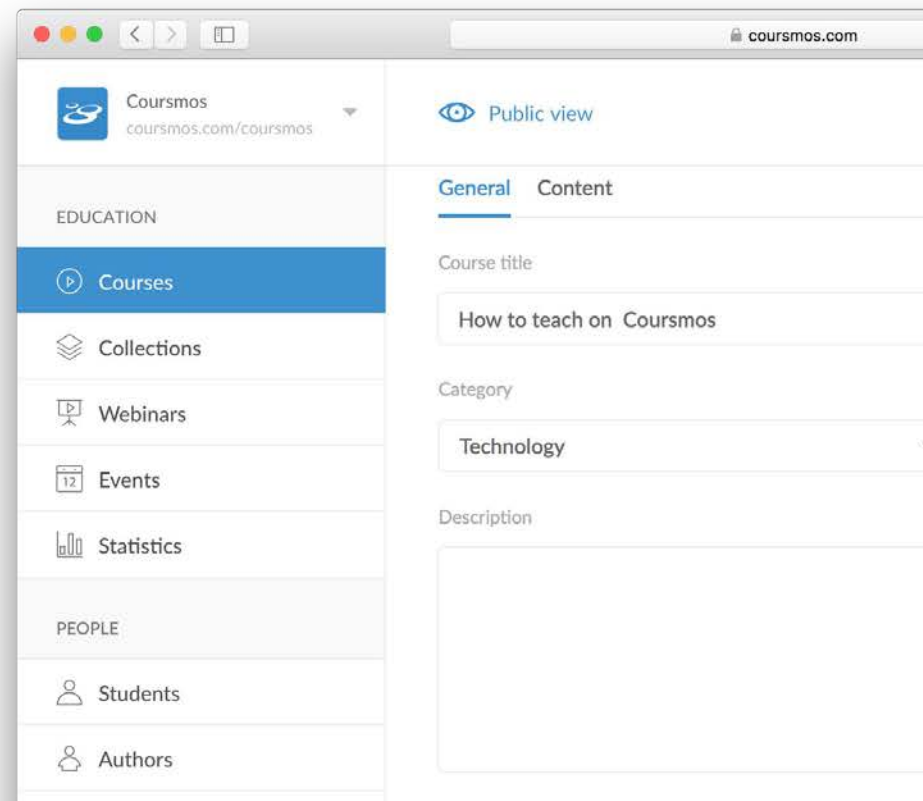 coursmos.com
Coursmos
coursmos.com/coursmos
Public view
EDUCATION
Courses
Collections
Webinars
12
Events
Statistics
PEOPLE
Students
Authors
General
Content
Course title
How to teach on Coursmos
Category
Technology
Description